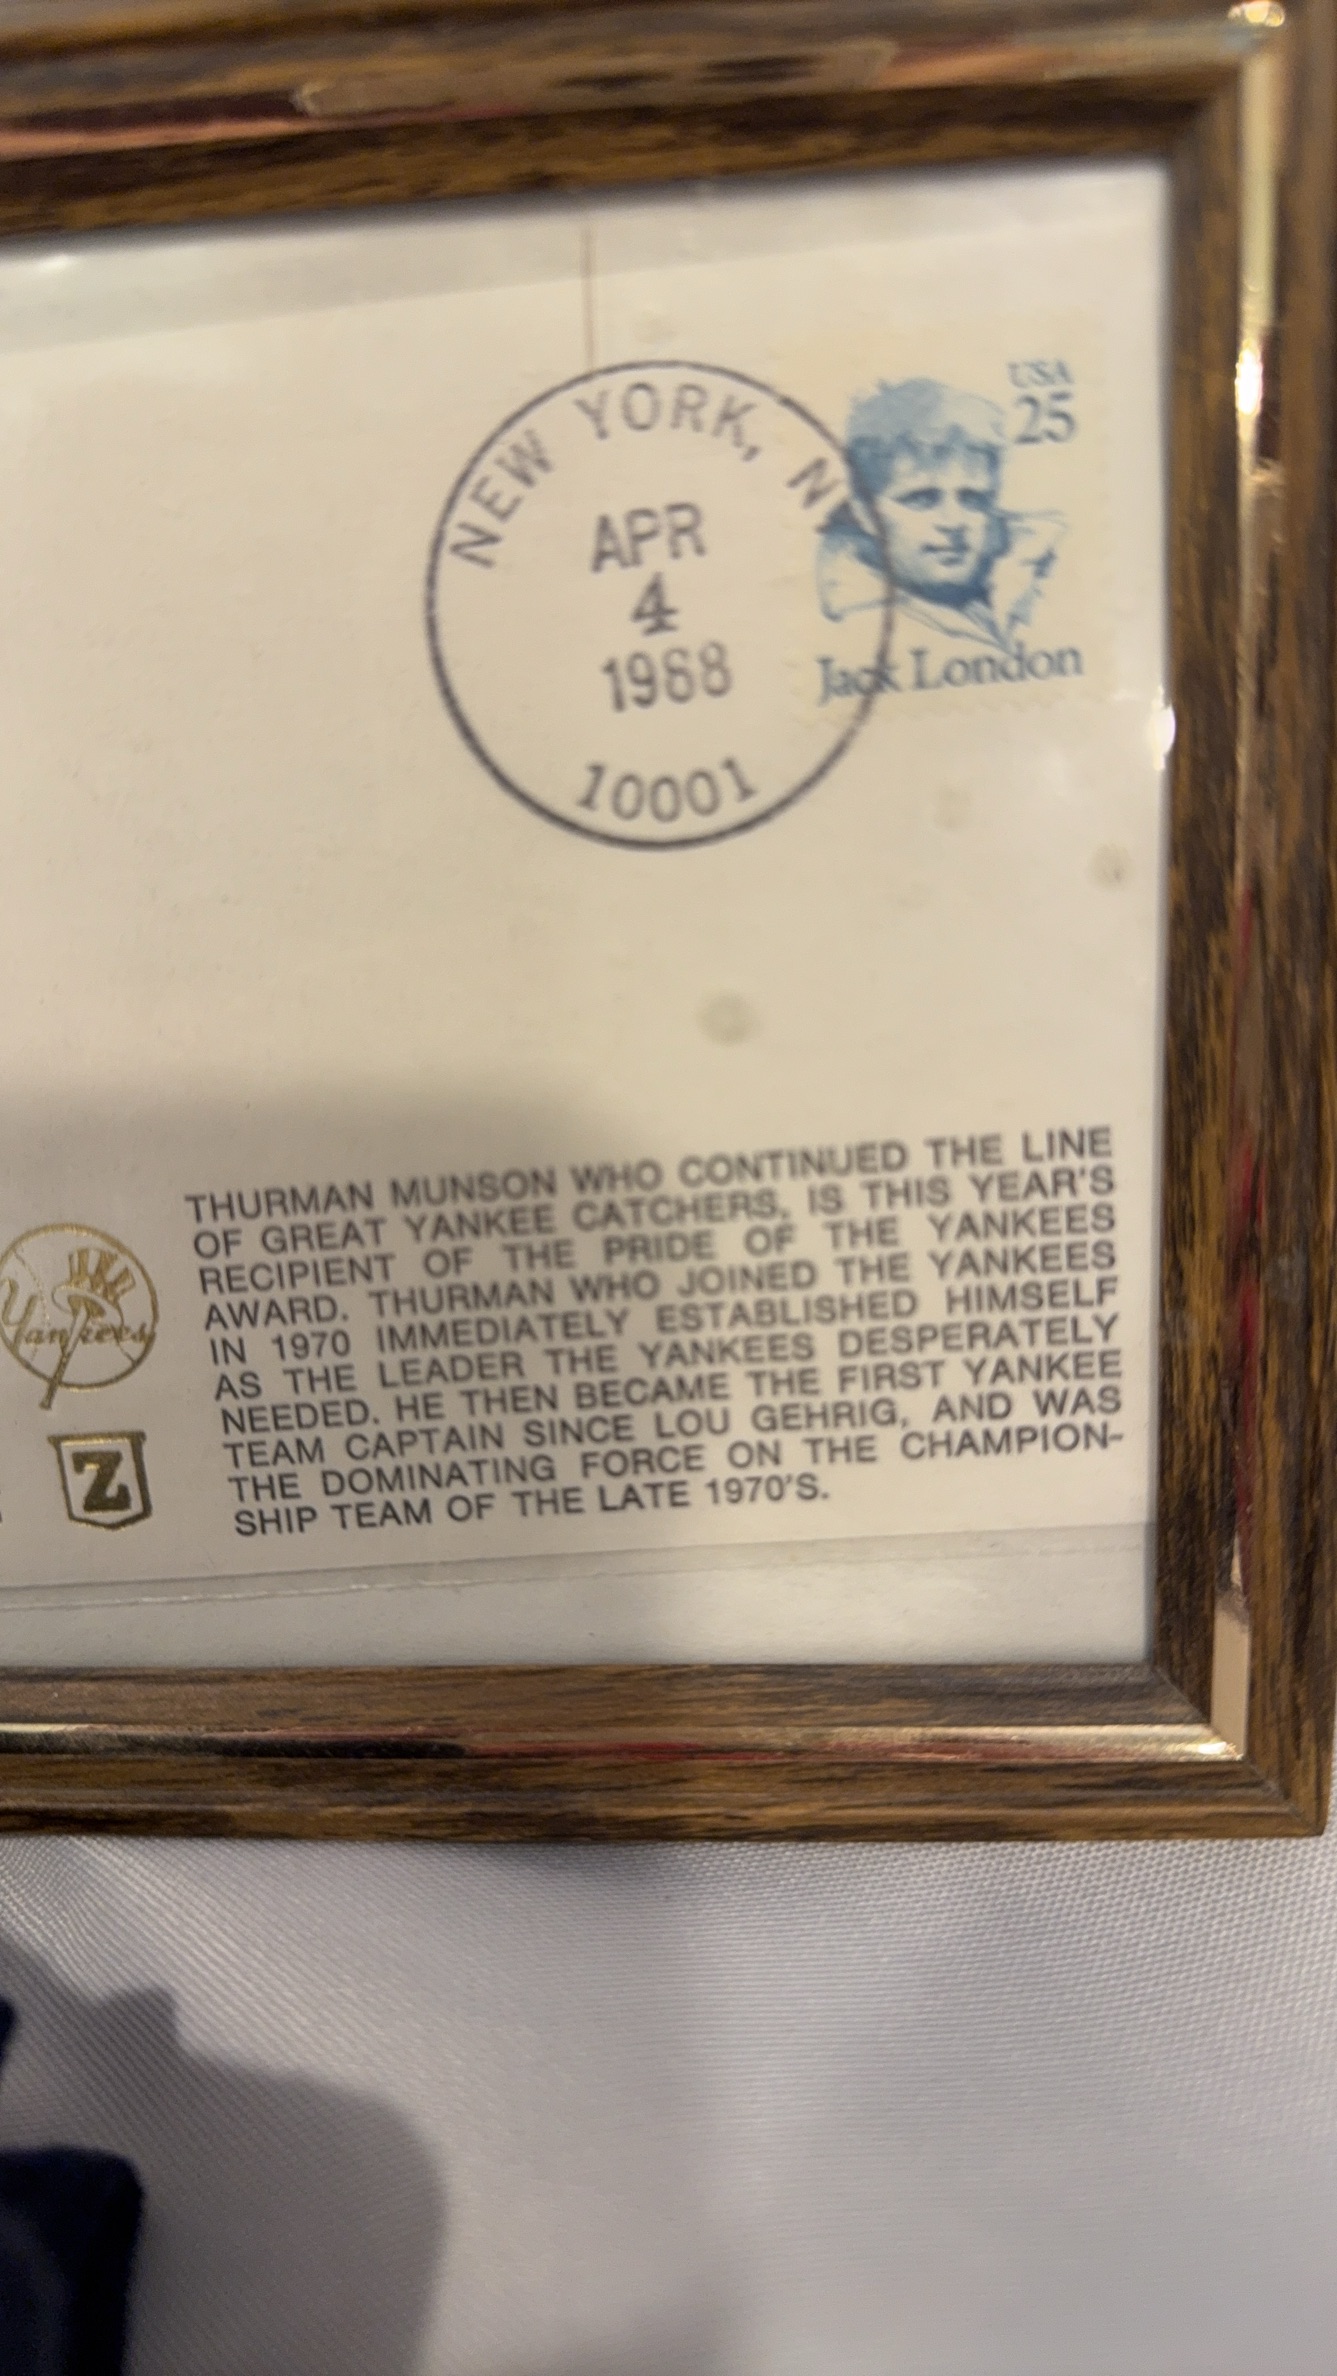 NEW YORK, NY
APR
4
1988
10001
USA
25
Jack London
THURMAN MUNSON WHO CONTINUED THE LINE
OF GREAT YANKEE CATCHERS, IS THIS YEAR'S
RECIPIENT OF THE PRIDE OF THE YANKEES
AWARD. THURMAN WHO JOINED THE YANKEES
IN 1970 IMMEDIATELY ESTABLISHED HIMSELF
AS THE LEADER THE YANKEES DESPERATELY
NEEDED. HE THEN BECAME THE FIRST YANKEE
TEAM CAPTAIN SINCE LOU GEHRIG, AND WAS
THE DOMINATING FORCE ON THE CHAMPION-
SHIP TEAM OF THE LATE 1970'S.
Yankees
Z